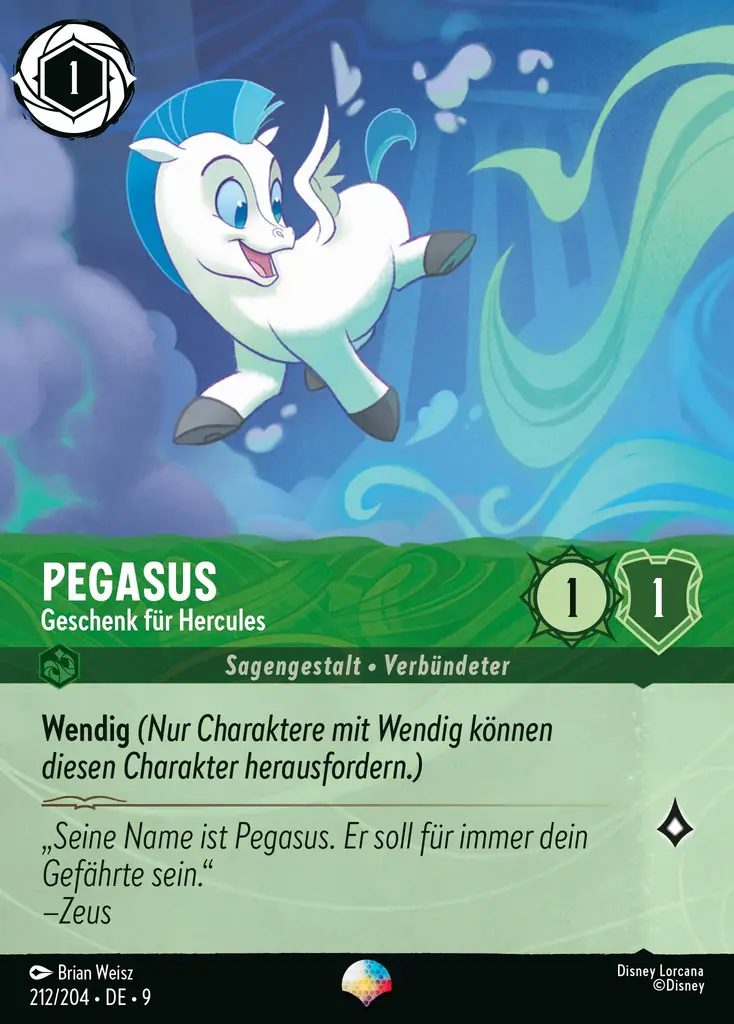 1
PEGASUS
Geschenk für Hercules
1
1
Sagengestalt • Verbündeter
Wendig (Nur Charaktere mit Wendig können
diesen Charakter herausfordern.)
„Seine Name ist Pegasus. Er soll für immer dein
Gefährte sein.“
–Zeus
Brian Weisz
Disney Lorcana
212/204 • DE • 9
©Disney